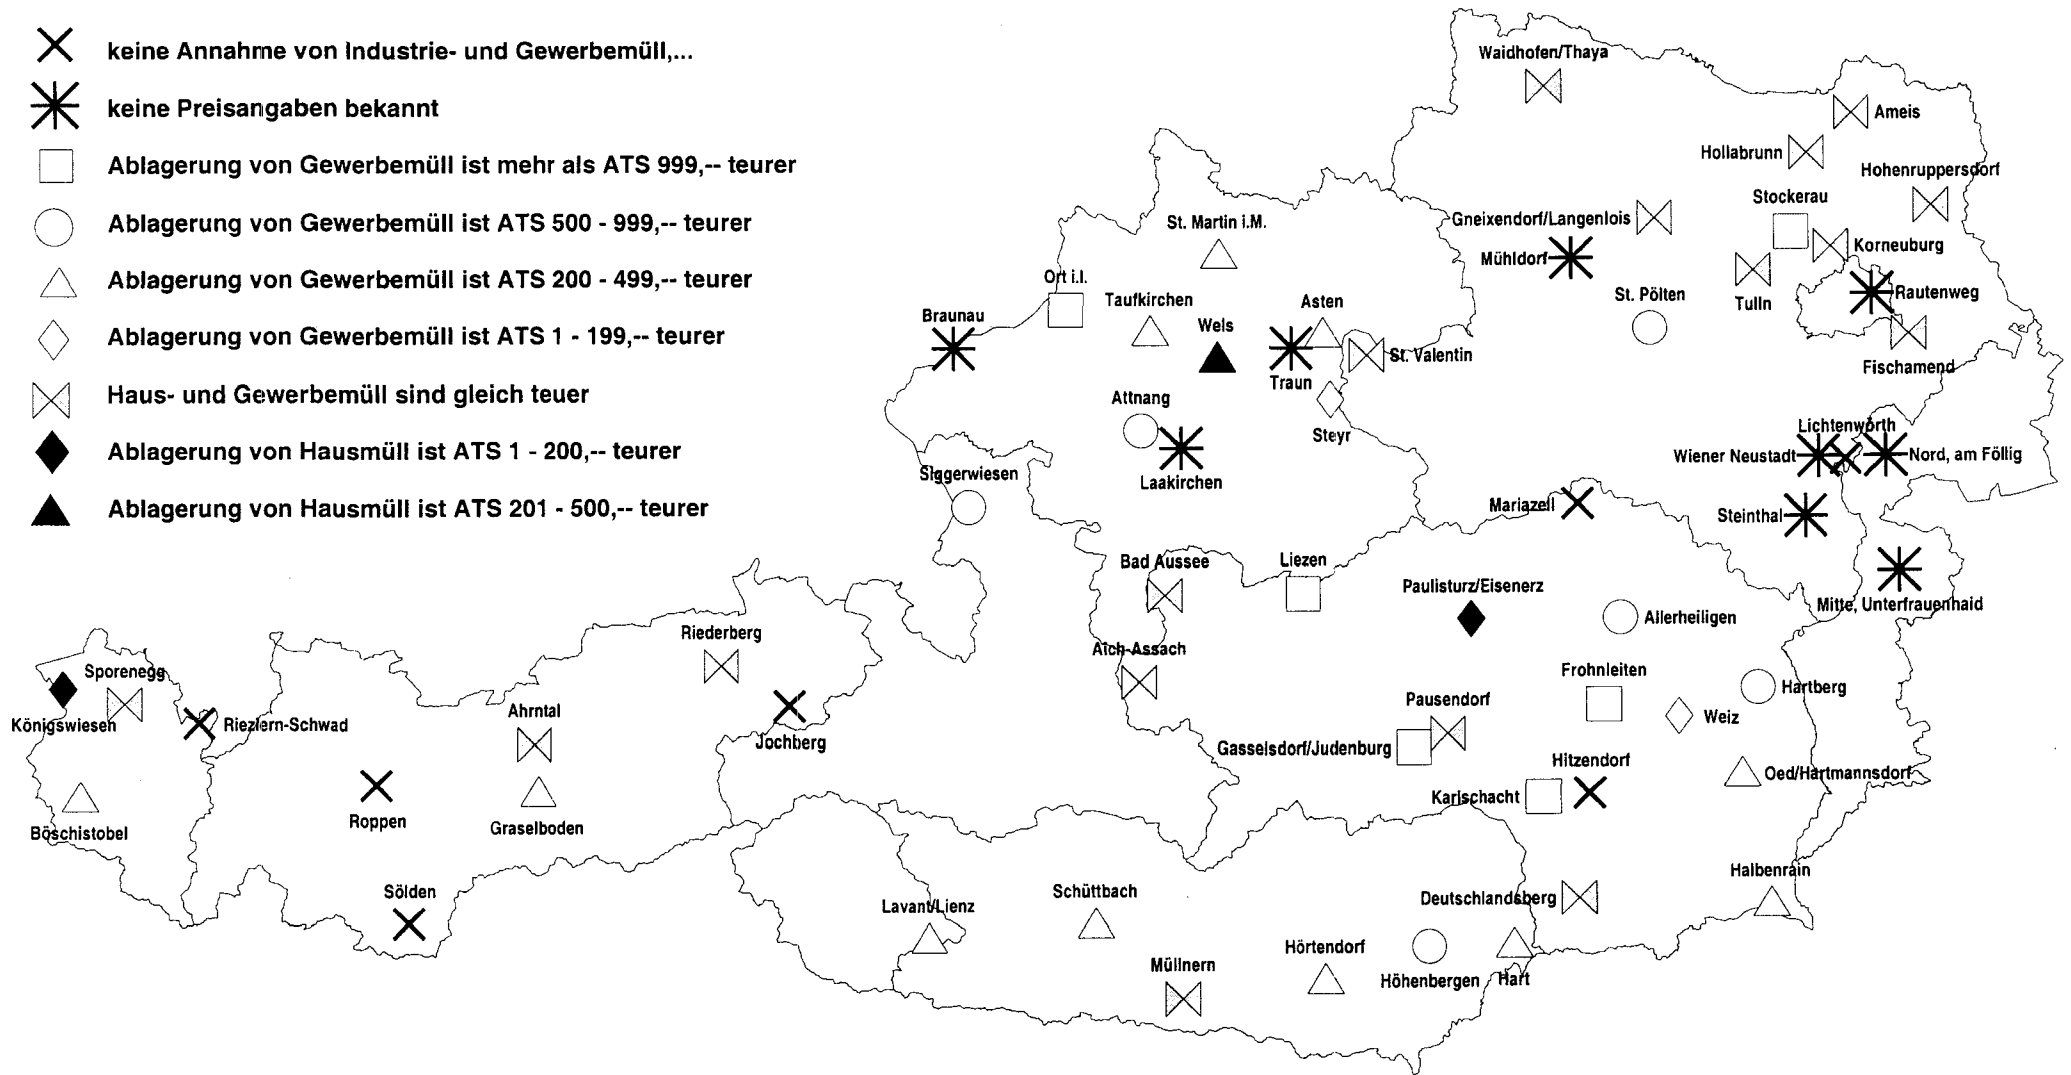 keine Annahme von Industrie- und Gewerbemüll,...
keine Preisangaben bekannt
Ablagerung von Gewerbemüll ist mehr als ATS 999,-- teurer
Ablagerung von Gewerbemüll ist ATS 500 - 999,-- teurer
Ablagerung von Gewerbemüll ist ATS 200 - 499,-- teurer
Ablagerung von Gewerbemüll ist ATS 1 - 199,-- teurer
Haus- und Gewerbemüll sind gleich teuer
Ablagerung von Hausmüll ist ATS 1 - 200,-- teurer
Ablagerung von Hausmüll ist ATS 201 - 500,-- teurer
Waidhofen/Thaya
Ameis
Hollabrunn
Hohenruppersdorf
Stockerau
Gneixendorf/Langenlois
St. Martin i.M.
Korneuburg
Mühldorf
Ort i.I.
Rautenweg
St. Pölten
Tulln
Taufkirchen
Asten
Braunau
Wels
St. Valentin
Fischamend
Traun
Attnang
Steyr
Lichtenwörth
Wiener Neustadt
Nord, am Föllig
Siggerwiesen
Laakirchen
Mariazell
Steinthal
Bad Aussee
Liezen
Paulisturz/Eisenerz
Mitte, Unterfrauenhaid
Allerheiligen
Riederberg
Aich-Assach
Sporenegg
Frohnleiten
Hartberg
Pausendorf
Ahrntal
Weiz
Königswiesen
Riezlern-Schwad
Jochberg
Gasselsdorf/Judenburg
Hitzendorf
Oed/Hartmannsdorf
Karlschacht
Roppen
Graselboden
Böschistobel
Halbenrain
Sölden
Schüttbach
Deutschlandsberg
Lavant/Lienz
Hörtendorf
Müllnern
Höhenbergen
Hart